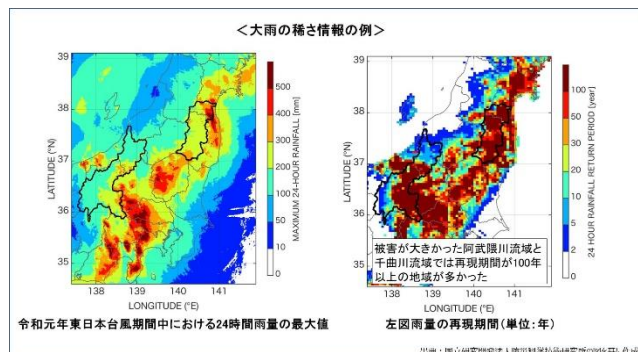 ＜大雨の稀さ情報の例＞
39
38
37
36
35
LATITUDE (°N)
138 139 140 141
LONGITUDE (°E)
500
400
300
200
100
50
10
0
MAXIMUM 24-HOUR RAINFALL [mm]
39
38
37
36
35
LATITUDE (°N)
被害が大きかった阿武隈川流域と
千曲川流域では再現期間が100年
以上の地域が多かった
138 139 140 141
LONGITUDE (°E)
100
50
30
20
10
5
2
0
24 HOUR RAINFALL RETURN PERIOD [year]
令和元年東日本台風期間中における24時間雨量の最大値
左図雨量の再現期間（単位：年）